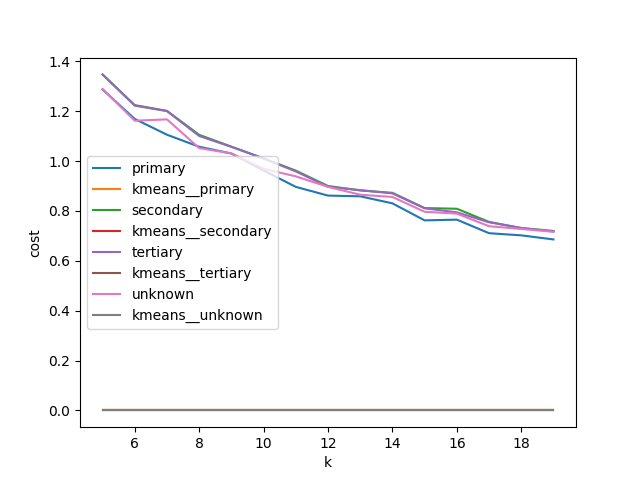 1.4
1.2
1.0
0.8
0.6
0.4
0.2
0.0
cost
primary
kmeans__primary
secondary
kmeans__secondary
tertiary
kmeans__tertiary
unknown
kmeans__unknown
6 8 10 12 14 16 18
k